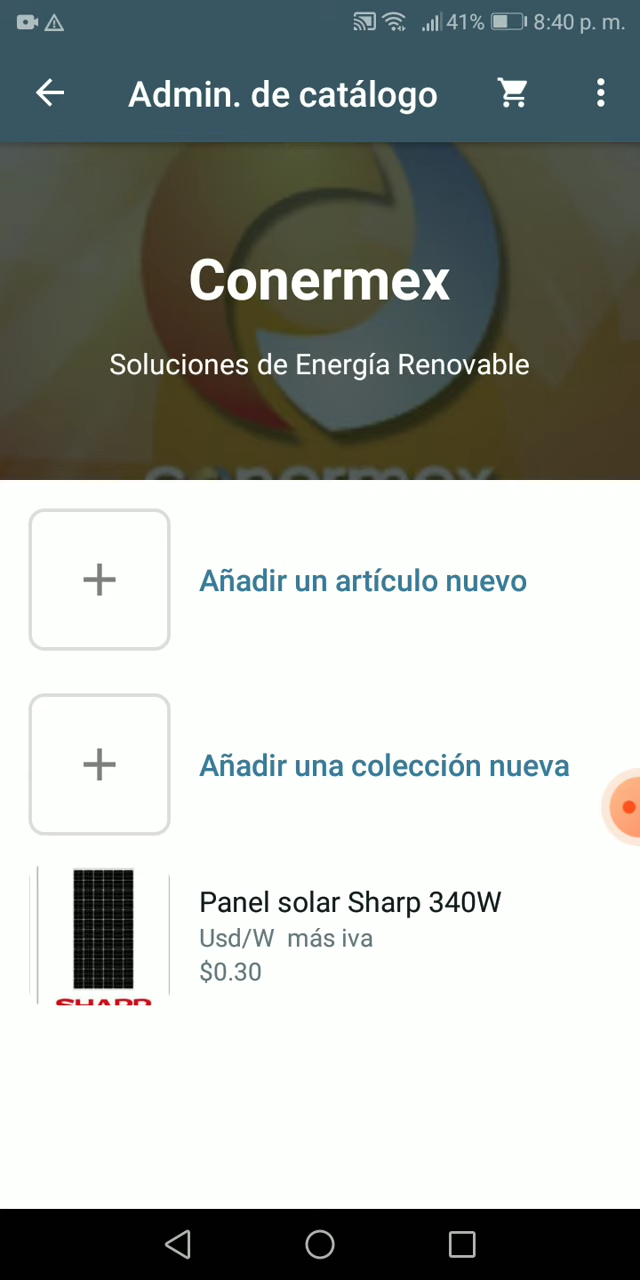 41% 8:40 p. m.
Admin. de catálogo
Conermex
Soluciones de Energía Renovable
conermex
Añadir un artículo nuevo
Añadir una colección nueva
Panel solar Sharp 340W
Usd/W más iva
$0.30
SHARP